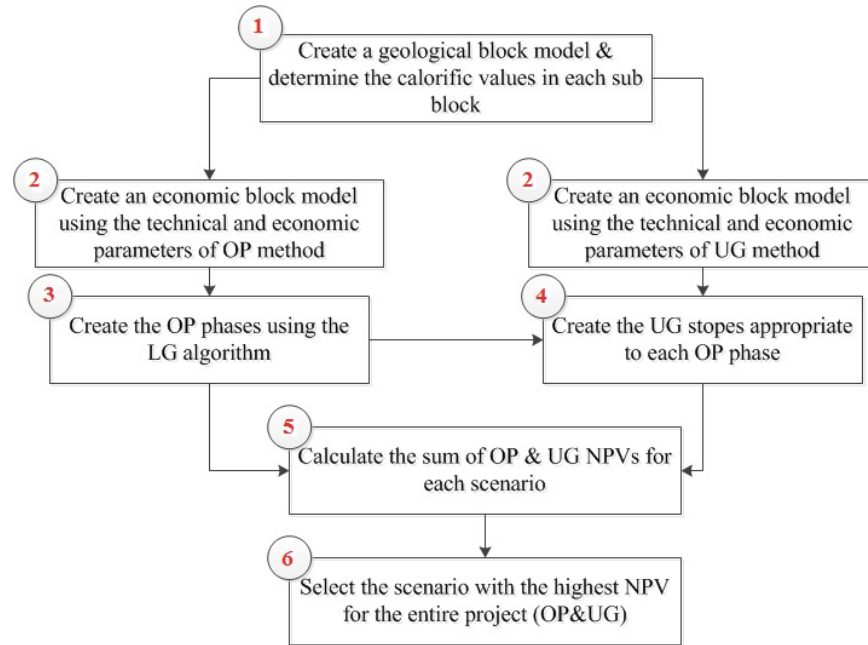 1
Create a geological block model &
determine the calorific values in each sub
block
2
Create an economic block model
using the technical and economic
parameters of OP method
2
Create an economic block model
using the technical and economic
parameters of UG method
3
Create the OP phases using the
LG algorithm
4
Create the UG stopes appropriate
to each OP phase
5
Calculate the sum of OP & UG NPVs for
each scenario
6
Select the scenario with the highest NPV
for the entire project (OP&UG)